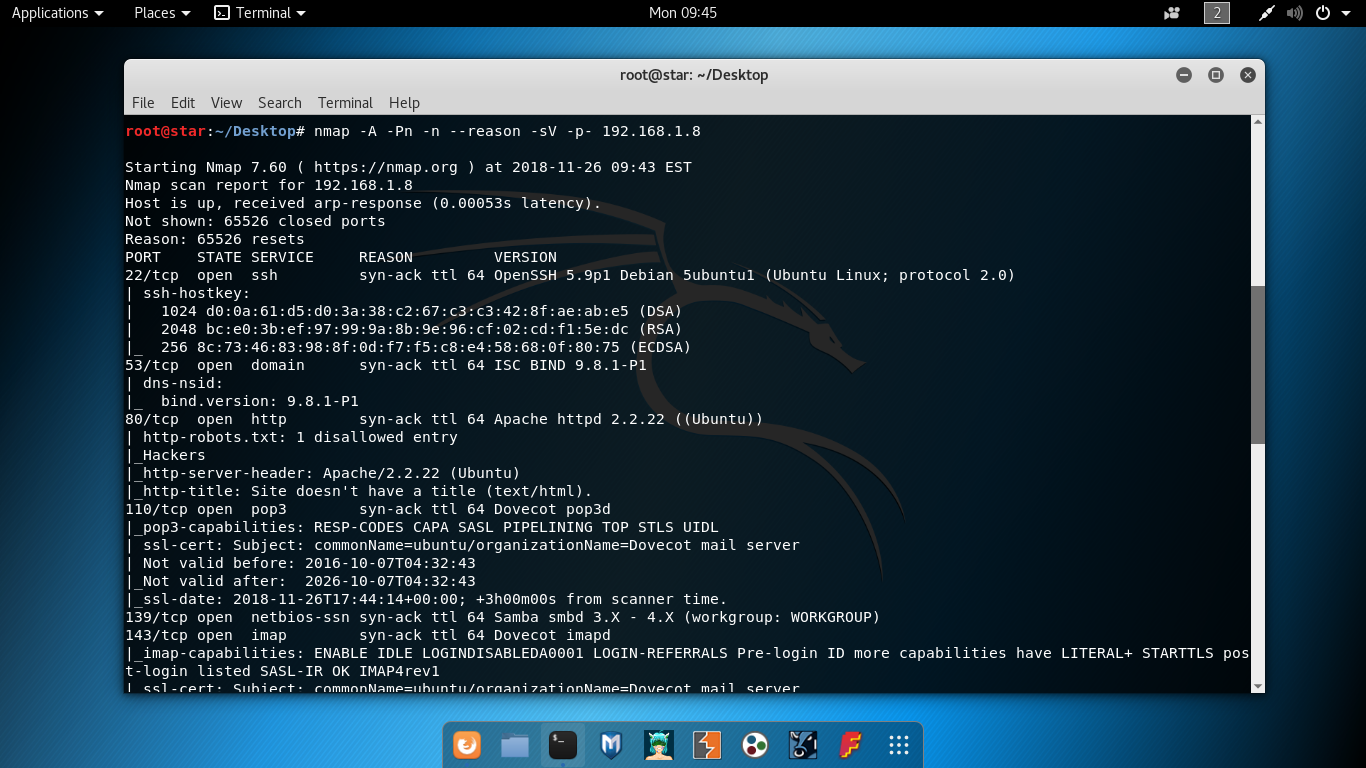 Applications Places Terminal Mon 09:45 2
root@star: ~/Desktop
File Edit View Search Terminal Help
root@star:~/Desktop# nmap -A -Pn -n --reason -sV -p- 192.168.1.8
Starting Nmap 7.60 ( https://nmap.org ) at 2018-11-26 09:43 EST
Nmap scan report for 192.168.1.8
Host is up, received arp-response (0.00053s latency).
Not shown: 65526 closed ports
Reason: 65526 resets
PORT    STATE SERVICE     REASON         VERSION
22/tcp  open  ssh         syn-ack ttl 64 OpenSSH 5.9p1 Debian 5ubuntu1 (Ubuntu Linux; protocol 2.0)
| ssh-hostkey:
|   1024 d0:0a:61:d5:d0:3a:38:c2:67:c3:c3:42:8f:ae:ab:e5 (DSA)
|   2048 bc:e0:3b:ef:97:99:9a:8b:9e:96:cf:02:cd:f1:5e:dc (RSA)
|_  256 8c:73:46:83:98:8f:0d:f7:f5:c8:e4:58:68:0f:80:75 (ECDSA)
53/tcp  open  domain      syn-ack ttl 64 ISC BIND 9.8.1-P1
| dns-nsid:
|_  bind.version: 9.8.1-P1
80/tcp  open  http        syn-ack ttl 64 Apache httpd 2.2.22 ((Ubuntu))
| http-robots.txt: 1 disallowed entry
|_Hackers
|_http-server-header: Apache/2.2.22 (Ubuntu)
|_http-title: Site doesn't have a title (text/html).
110/tcp open  pop3        syn-ack ttl 64 Dovecot pop3d
|_pop3-capabilities: RESP-CODES CAPA SASL PIPELINING TOP STLS UIDL
| ssl-cert: Subject: commonName=ubuntu/organizationName=Dovecot mail server
| Not valid before: 2016-10-07T04:32:43
|_Not valid after:  2026-10-07T04:32:43
|_ssl-date: 2018-11-26T17:44:14+00:00; +3h00m00s from scanner time.
139/tcp open  netbios-ssn syn-ack ttl 64 Samba smbd 3.X - 4.X (workgroup: WORKGROUP)
143/tcp open  imap        syn-ack ttl 64 Dovecot imapd
|_imap-capabilities: ENABLE IDLE LOGINDISABLEDA0001 LOGIN-REFERRALS Pre-login ID more capabilities have LITERAL+ STARTTLS pos
t-login listed SASL-IR OK IMAP4rev1
| ssl-cert: Subject: commonName=ubuntu/organizationName=Dovecot mail server